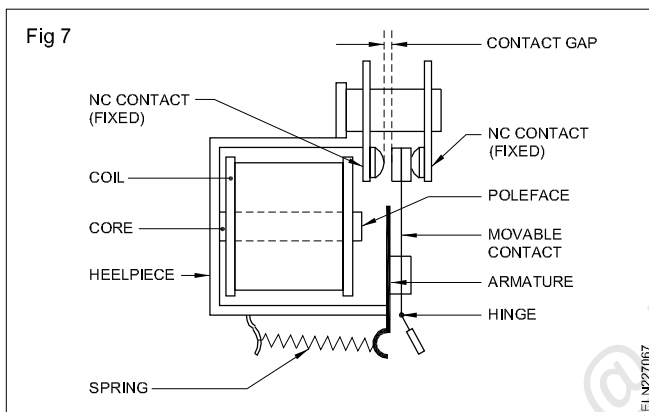 Fig 7
CONTACT GAP
NC CONTACT
(FIXED)
NC CONTACT
(FIXED)
COIL
POLEFACE
CORE
MOVABLE
CONTACT
HEELPIECE
ARMATURE
HINGE
SPRING
ELN227067
@